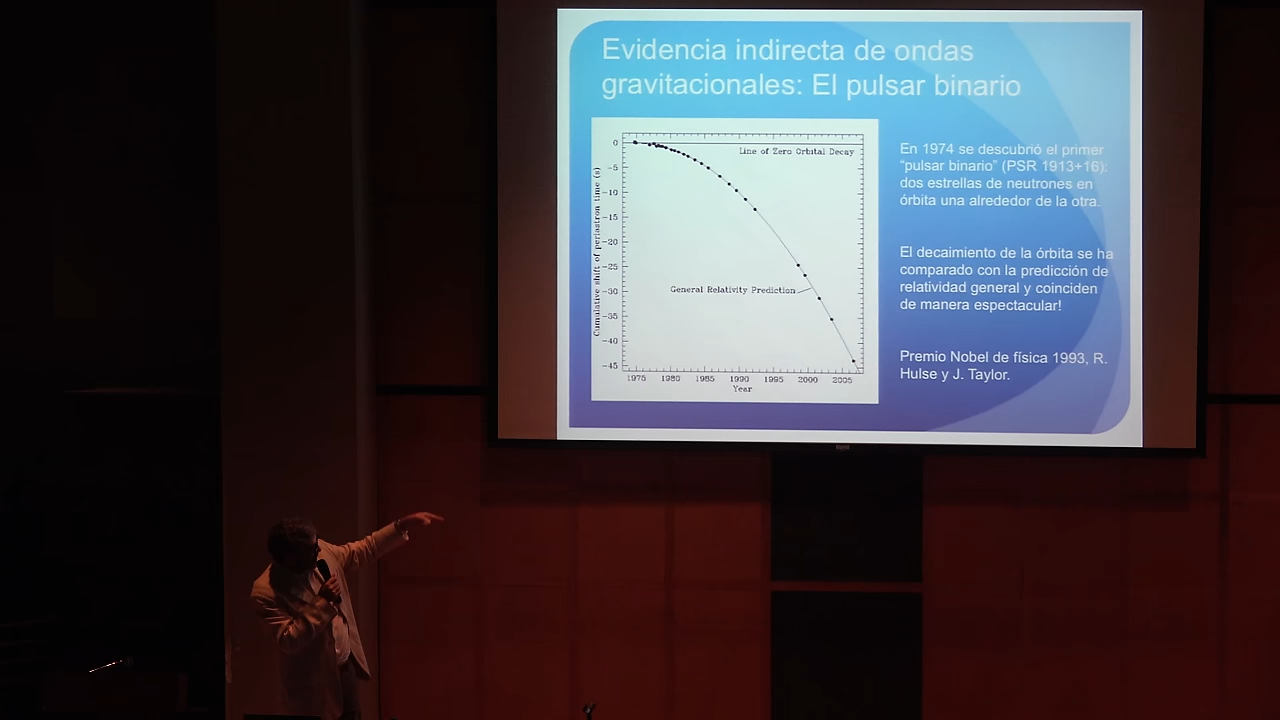 Evidencia indirecta de ondas
gravitacionales: El pulsar binario
0
-5
-10
-15
-20
-25
-30
-35
-40
-45
Cumulative shift of periastron time (s)
Line of Zero Orbital Decay
General Relativity Prediction
1975 1980 1985 1990 1995 2000 2005
Year
En 1974 se descubrió el primer
“pulsar binario” (PSR 1913+16):
dos estrellas de neutrones en
órbita una alrededor de la otra.
El decaimiento de la órbita se ha
comparado con la predicción de
relatividad general y coinciden
de manera espectacular!
Premio Nobel de física 1993, R.
Hulse y J. Taylor.